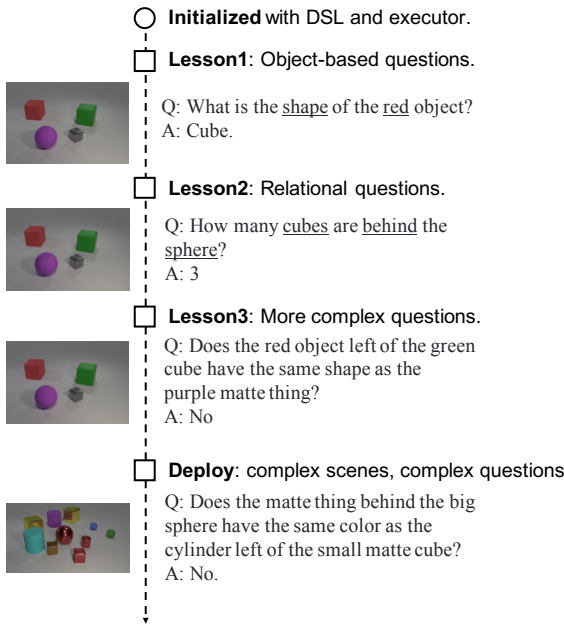 Initialized with DSL and executor.
Lesson1: Object-based questions.
Q: What is the shape of the red object?
A: Cube.
Lesson2: Relational questions.
Q: How many cubes are behind the
sphere?
A: 3
Lesson3: More complex questions.
Q: Does the red object left of the green
cube have the same shape as the
purple matte thing?
A: No
Deploy: complex scenes, complex questions
Q: Does the matte thing behind the big
sphere have the same color as the
cylinder left of the small matte cube?
A: No.